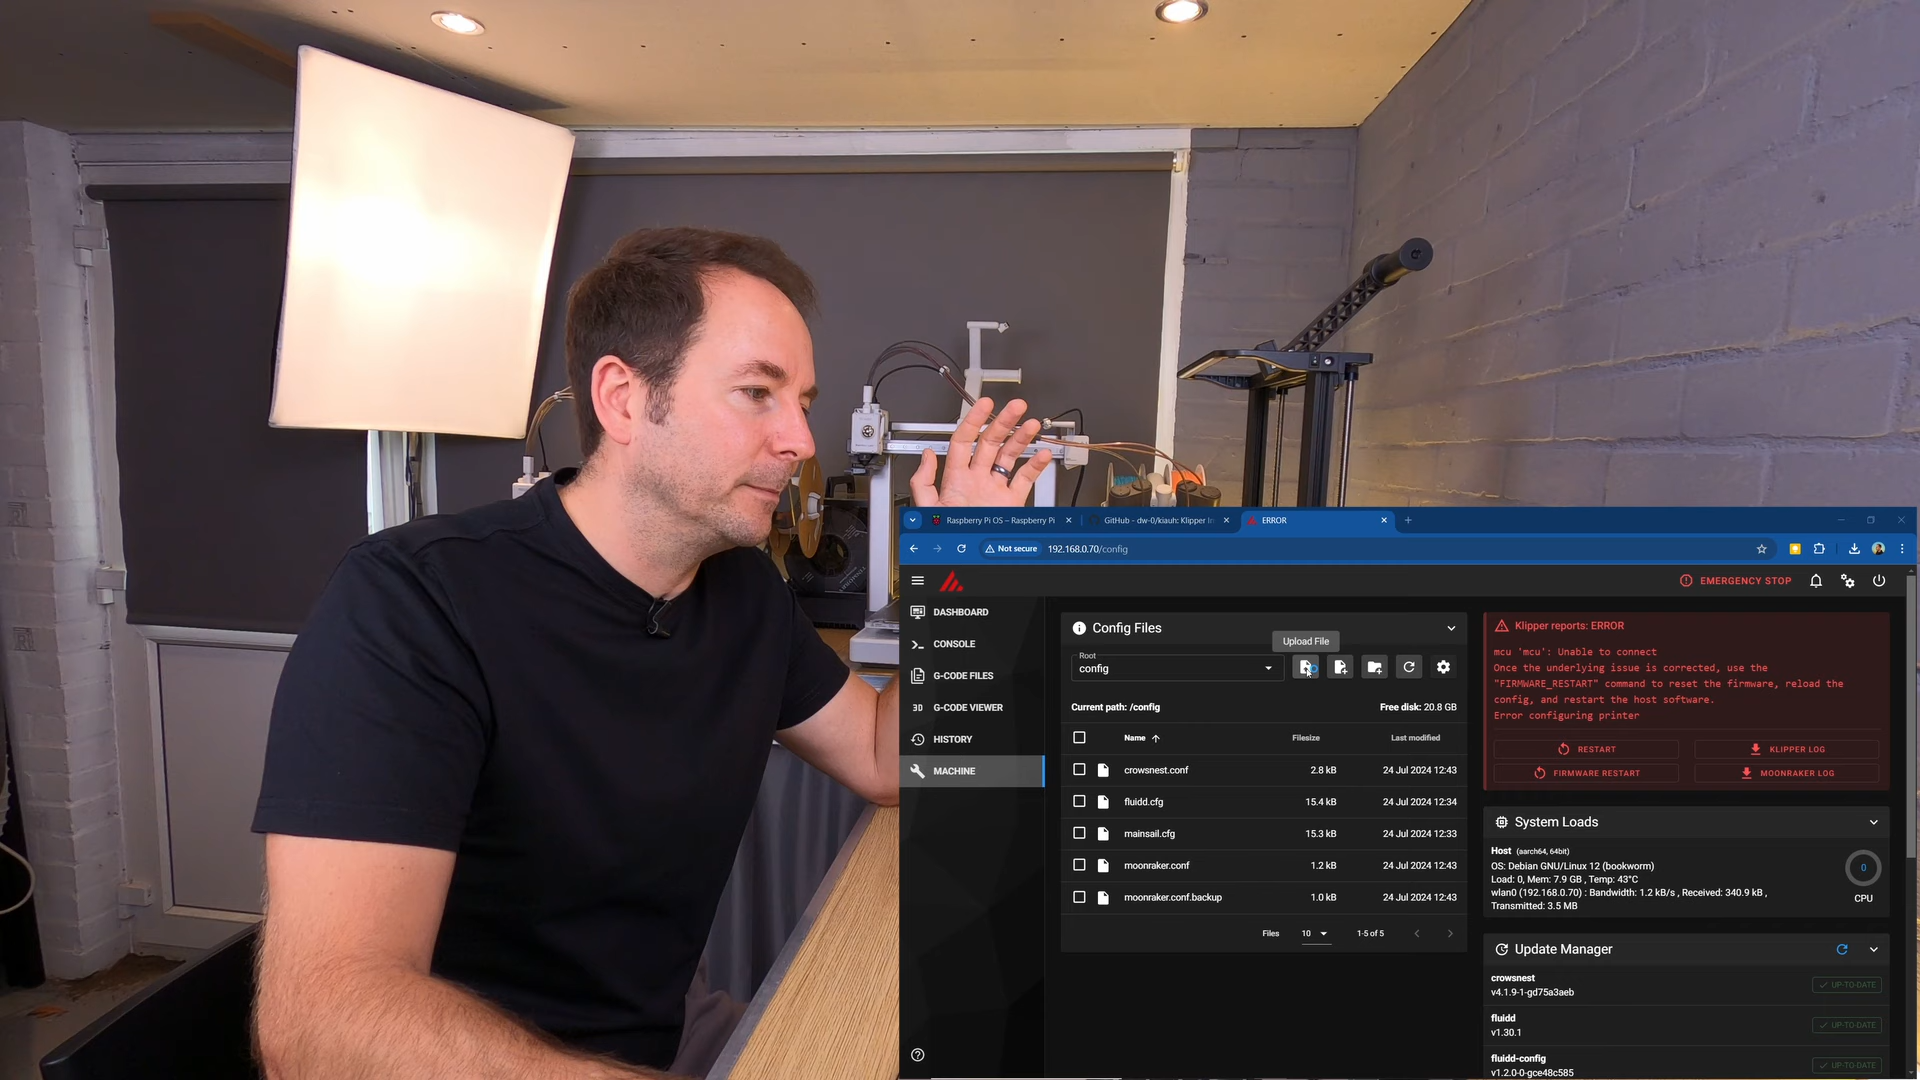 Raspberry Pi OS – Raspberry Pi
GitHub - dw-0/kiauh: Klipper In
ERROR
Not secure
192.168.0.70/config
EMERGENCY STOP
DASHBOARD
CONSOLE
G-CODE FILES
3D
G-CODE VIEWER
HISTORY
MACHINE
Config Files
Upload File
Root
config
Current path: /config
Free disk: 20.8 GB
Name
Filesize
Last modified
crowsnest.conf
2.8 kB
24 Jul 2024 12:43
fluidd.cfg
15.4 kB
24 Jul 2024 12:34
mainsail.cfg
15.3 kB
24 Jul 2024 12:33
moonraker.conf
1.2 kB
24 Jul 2024 12:43
moonraker.conf.backup
1.0 kB
24 Jul 2024 12:43
Files
10
1-5 of 5
Klipper reports: ERROR
mcu 'mcu': Unable to connect
Once the underlying issue is corrected, use the
"FIRMWARE_RESTART" command to reset the firmware, reload the
config, and restart the host software.
Error configuring printer
RESTART
KLIPPER LOG
FIRMWARE RESTART
MOONRAKER LOG
System Loads
Host (aarch64, 64bit)
OS: Debian GNU/Linux 12 (bookworm)
Load: 0, Mem: 7.9 GB , Temp: 43°C
wlan0 (192.168.0.70) : Bandwidth: 1.2 kB/s , Received: 340.9 kB ,
Transmitted: 3.5 MB
0
CPU
Update Manager
crowsnest
v4.1.9-1-gd75a3aeb
UP-TO-DATE
fluidd
v1.30.1
UP-TO-DATE
fluidd-config
v1.2.0-0-gce48c585
UP-TO-DATE